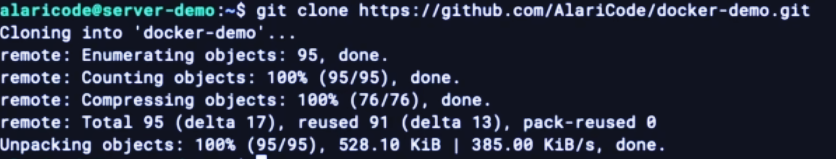 alaricode@server-demo:~$ git clone https://github.com/AlariCode/docker-demo.git
Cloning into 'docker-demo'...
remote: Enumerating objects: 95, done.
remote: Counting objects: 100% (95/95), done.
remote: Compressing objects: 100% (76/76), done.
remote: Total 95 (delta 17), reused 91 (delta 13), pack-reused 0
Unpacking objects: 100% (95/95), 528.10 KiB | 385.00 KiB/s, done.